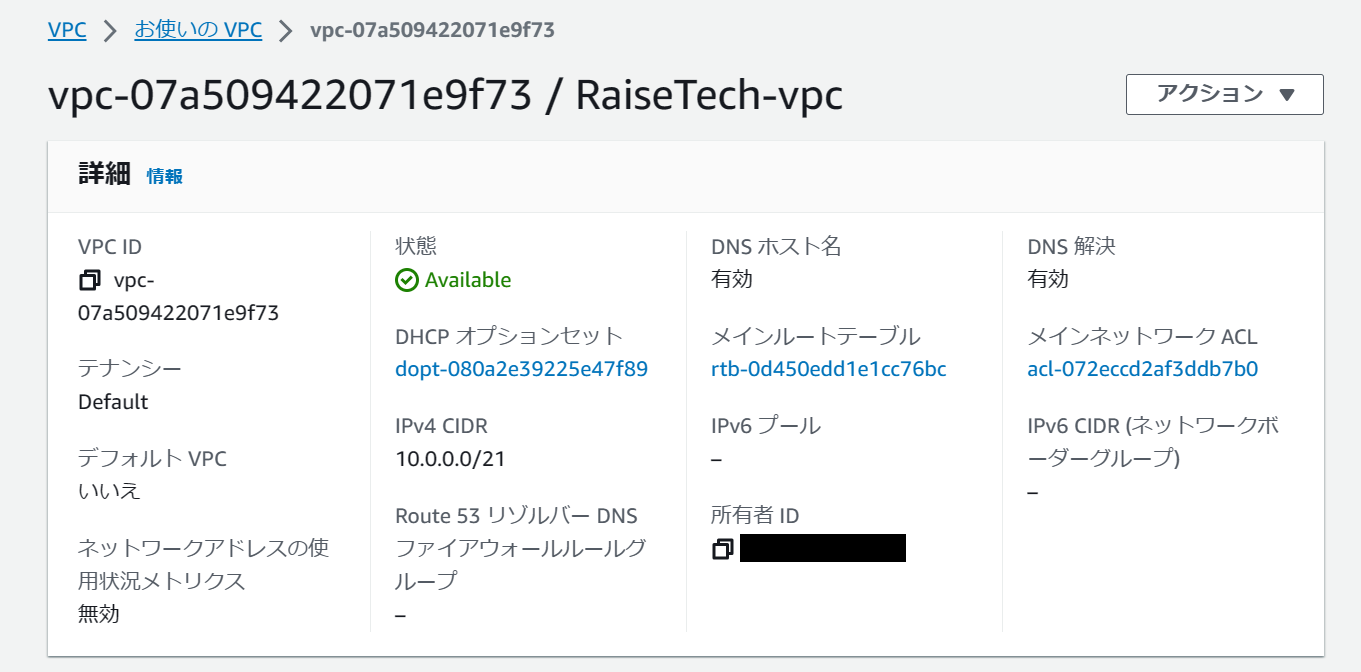 VPC > お使いの VPC > vpc-07a509422071e9f73
vpc-07a509422071e9f73 / RaiseTech-vpc
アクション ▼
詳細 情報
VPC ID
vpc-
07a509422071e9f73
テナンシー
Default
デフォルト VPC
いいえ
ネットワークアドレスの使
用状況メトリクス
無効
状態
Available
DHCP オプションセット
dopt-080a2e39225e47f89
IPv4 CIDR
10.0.0.0/21
Route 53 リゾルバー DNS
ファイアウォールルールグ
ループ
–
DNS ホスト名
有効
メインルートテーブル
rtb-0d450edd1e1cc76bc
IPv6 プール
–
所有者 ID
DNS 解決
有効
メインネットワーク ACL
acl-072eccd2af3ddb7b0
IPv6 CIDR (ネットワークボ
ーダーグループ)
–